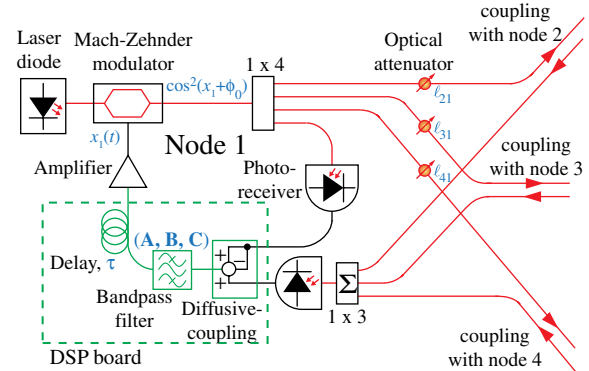 Laser
diode
Mach-Zehnder
modulator
cos²(x₁+ϕ₀)
1 x 4
Optical
attenuator
coupling
with node 2
ℓ₂₁
x₁(t)
Node 1
ℓ₃₁
coupling
with node 3
Amplifier
Photo-
receiver
ℓ₄₁
(A, B, C)
Delay, τ
+
−
+
Σ
Bandpass
filter
Diffusive-
coupling
1 x 3
coupling
with node 4
DSP board